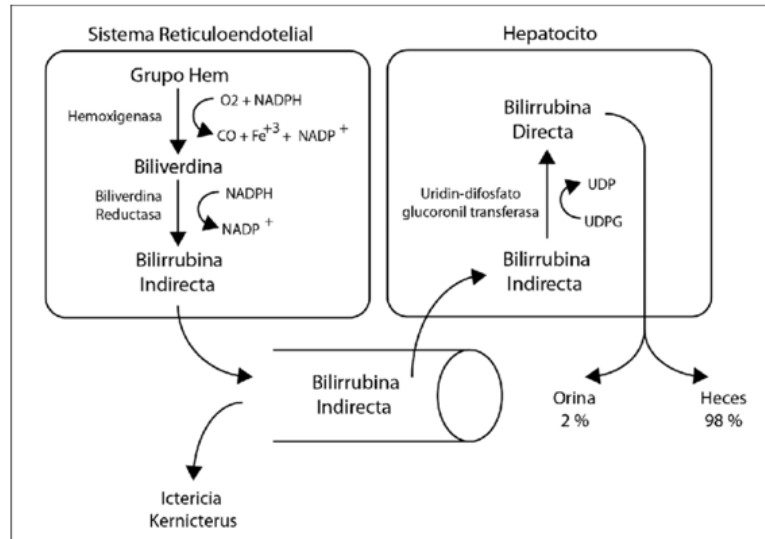 Sistema Reticuloendotelial
Grupo Hem
Hemoxigenasa
O2 + NADPH
CO + Fe+3 + NADP +
Biliverdina
Biliverdina
Reductasa
NADPH
NADP +
Bilirrubina
Indirecta
Hepatocito
Bilirrubina
Directa
Uridin-difosfato
glucoronil transferasa
UDP
UDPG
Bilirrubina
Indirecta
Bilirrubina
Indirecta
Orina
2 %
Heces
98 %
Ictericia
Kernicterus